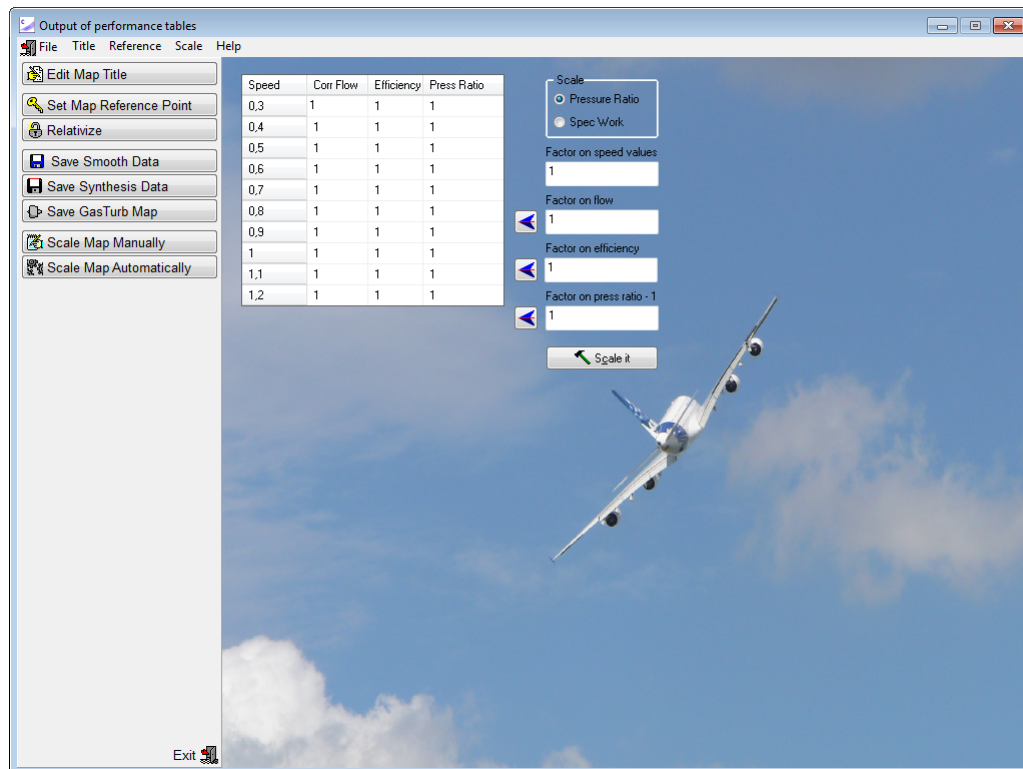 Output of performance tables
File Title Reference Scale Help
Edit Map Title
Set Map Reference Point
Relativize
Save Smooth Data
Save Synthesis Data
Save GasTurb Map
Scale Map Manually
Scale Map Automatically
Exit
Speed Corr Flow Efficiency Press Ratio
0,3 1 1 1
0,4 1 1 1
0,5 1 1 1
0,6 1 1 1
0,7 1 1 1
0,8 1 1 1
0,9 1 1 1
1 1 1 1
1,1 1 1 1
1,2 1 1 1
Scale
Pressure Ratio
Spec Work
Factor on speed values
1
Factor on flow
1
Factor on efficiency
1
Factor on press ratio - 1
1
Scale it